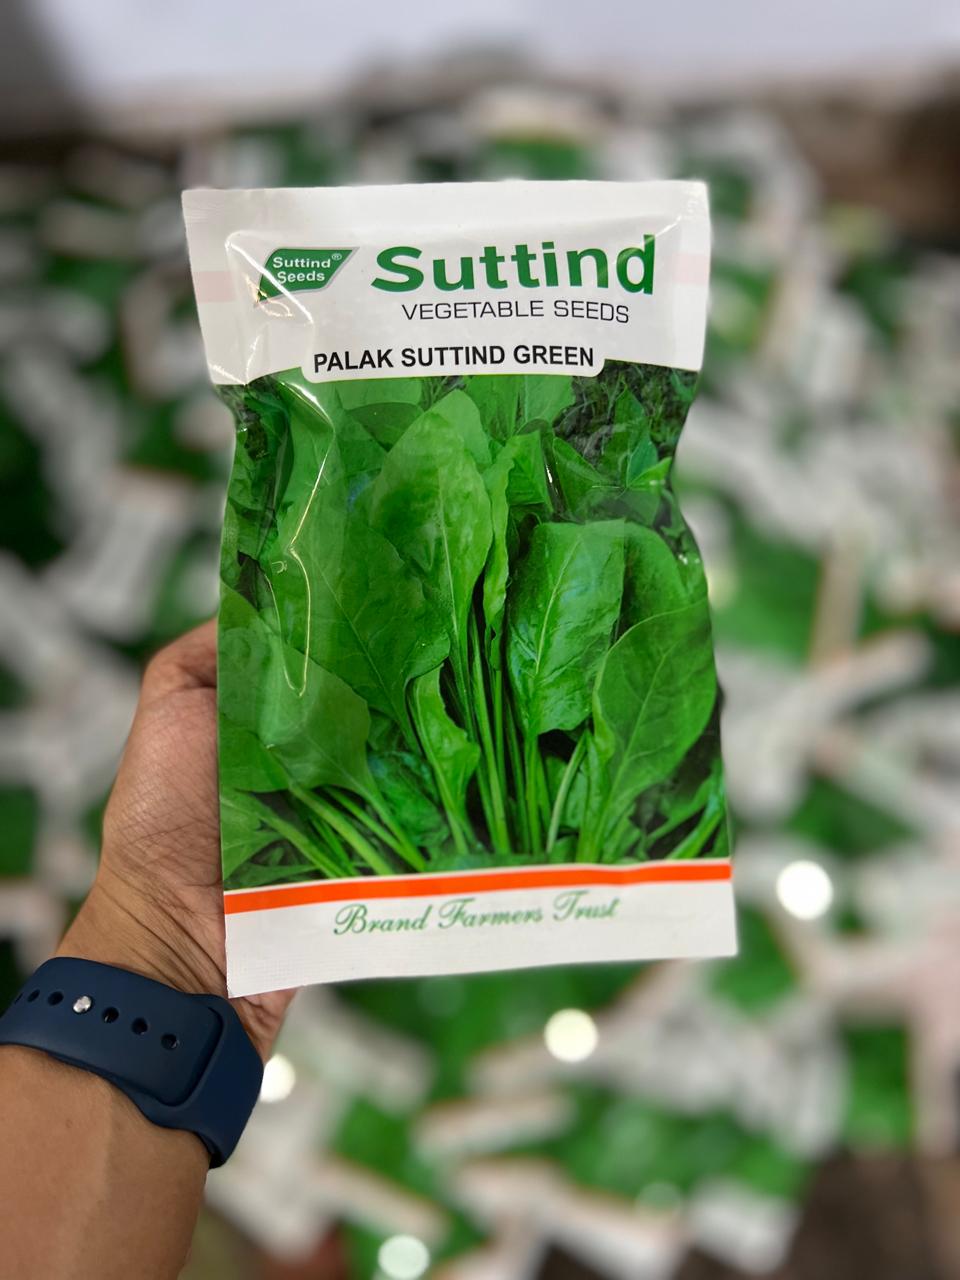 Suttind®
Seeds
Suttind
VEGETABLE SEEDS
PALAK SUTTIND GREEN
Brand Farmers Trust